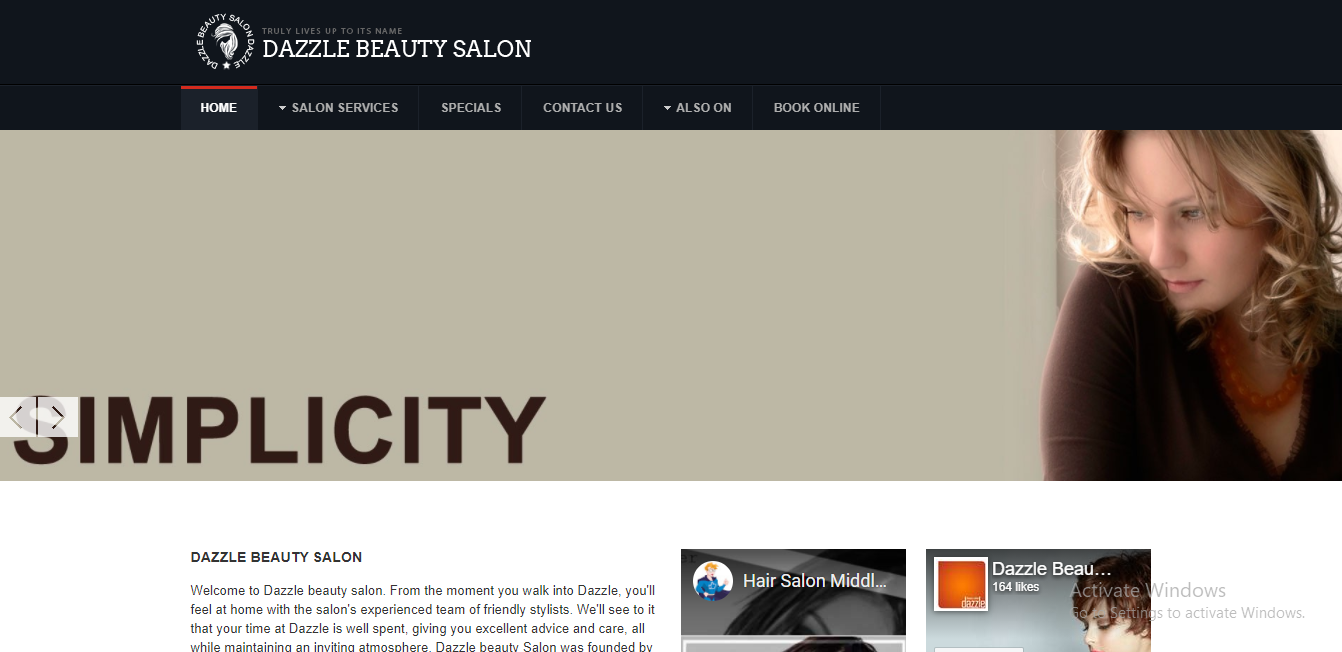 DAZZLE BEAUTY SALON DAZZLE
TRULY LIVES UP TO ITS NAME
DAZZLE BEAUTY SALON
HOME SALON SERVICES SPECIALS CONTACT US ALSO ON BOOK ONLINE
SIMPLICITY
DAZZLE BEAUTY SALON
Welcome to Dazzle beauty salon. From the moment you walk into Dazzle, you'll
feel at home with the salon's experienced team of friendly stylists. We'll see to it
that your time at Dazzle is well spent, giving you excellent advice and care, all
while maintaining an inviting atmosphere. Dazzle beauty Salon was founded by
Hair Salon Middl...
Dazzle Beau...
164 likes
dazzle
Activate Windows
Go to Settings to activate Windows.